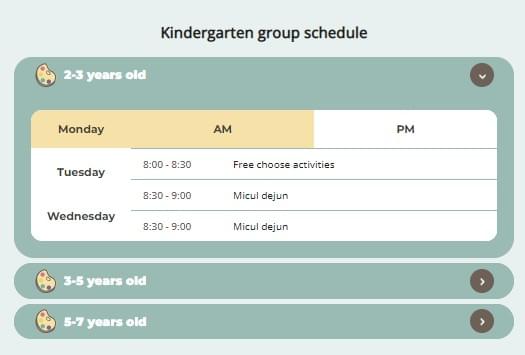 Kindergarten group schedule
2-3 years old
Monday AM PM
Tuesday 8:00 - 8:30 Free choose activities
8:30 - 9:00 Micul dejun
Wednesday 8:30 - 9:00 Micul dejun
3-5 years old
5-7 years old